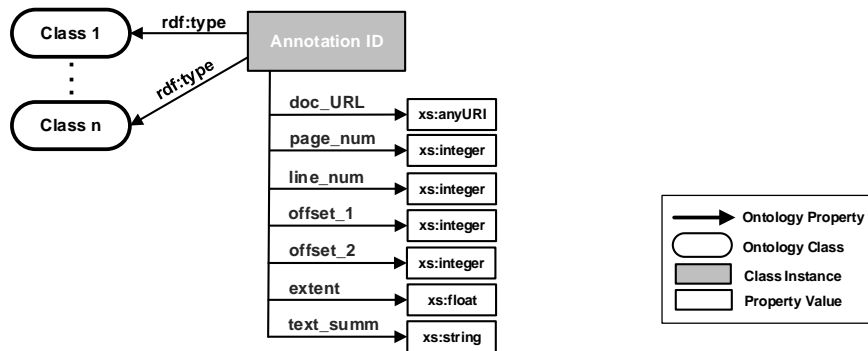 Class 1
rdf:type
Annotation ID
rdf:type
Class n
doc_URL
xs:anyURI
page_num
xs:integer
line_num
xs:integer
offset_1
xs:integer
offset_2
xs:integer
extent
xs:float
text_summ
xs:string
Ontology Property
Ontology Class
Class Instance
Property Value